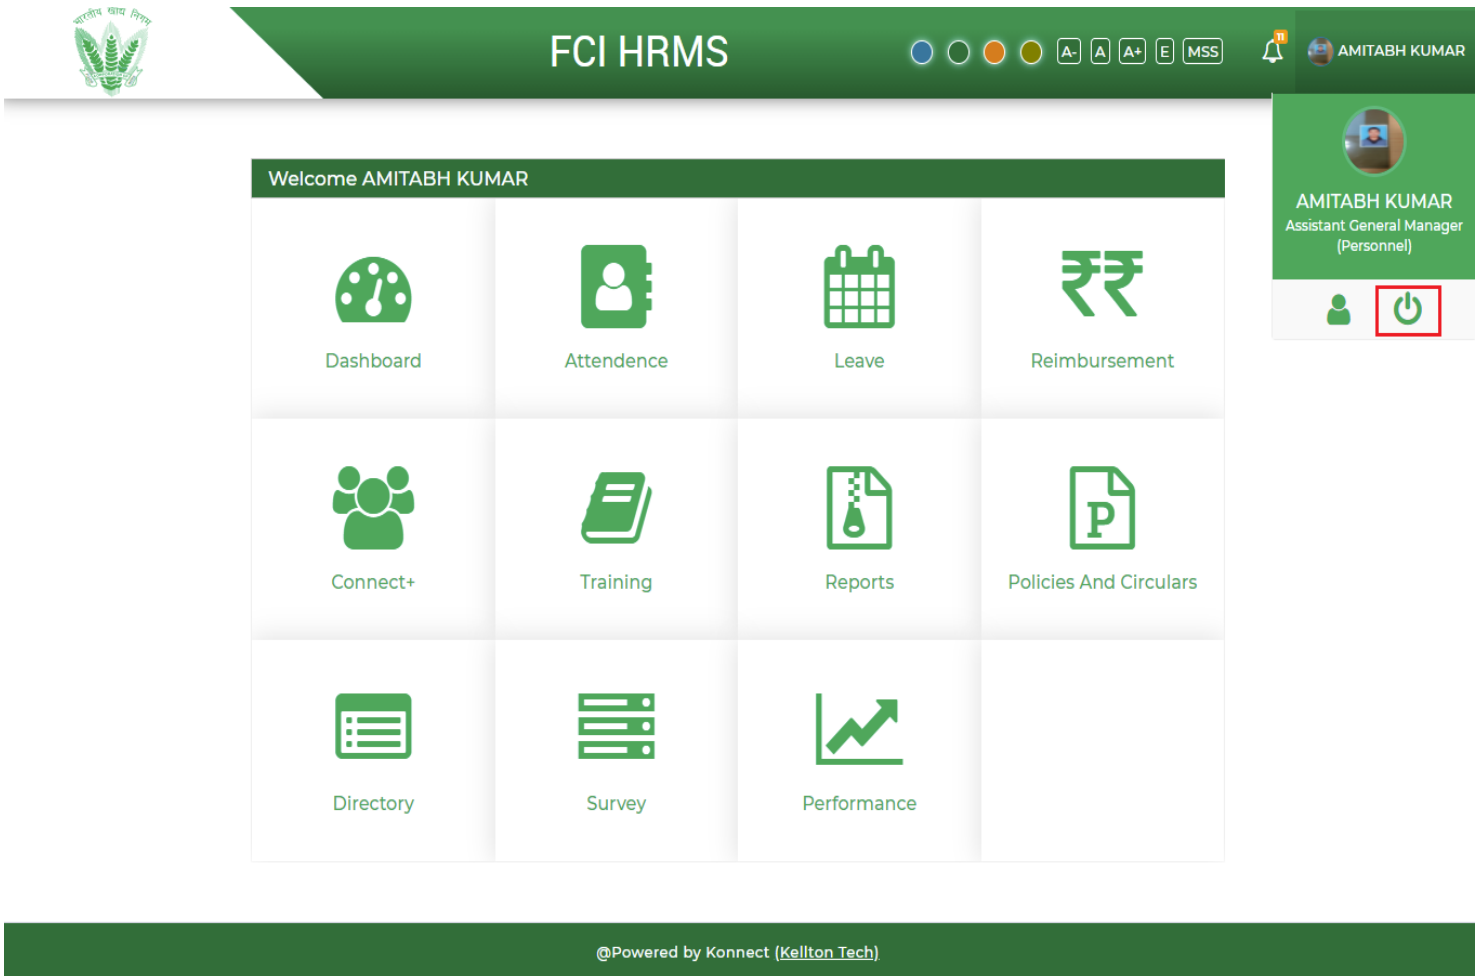 भारतीय खाद्य निगम
FCI HRMS
A- A A+ E MSS
11
AMITABH KUMAR
AMITABH KUMAR
Assistant General Manager
(Personnel)
Welcome AMITABH KUMAR
Dashboard
Attendence
Leave
Reimbursement
Connect+
Training
Reports
P
Policies And Circulars
Directory
Survey
Performance
@Powered by Konnect (Kellton Tech)